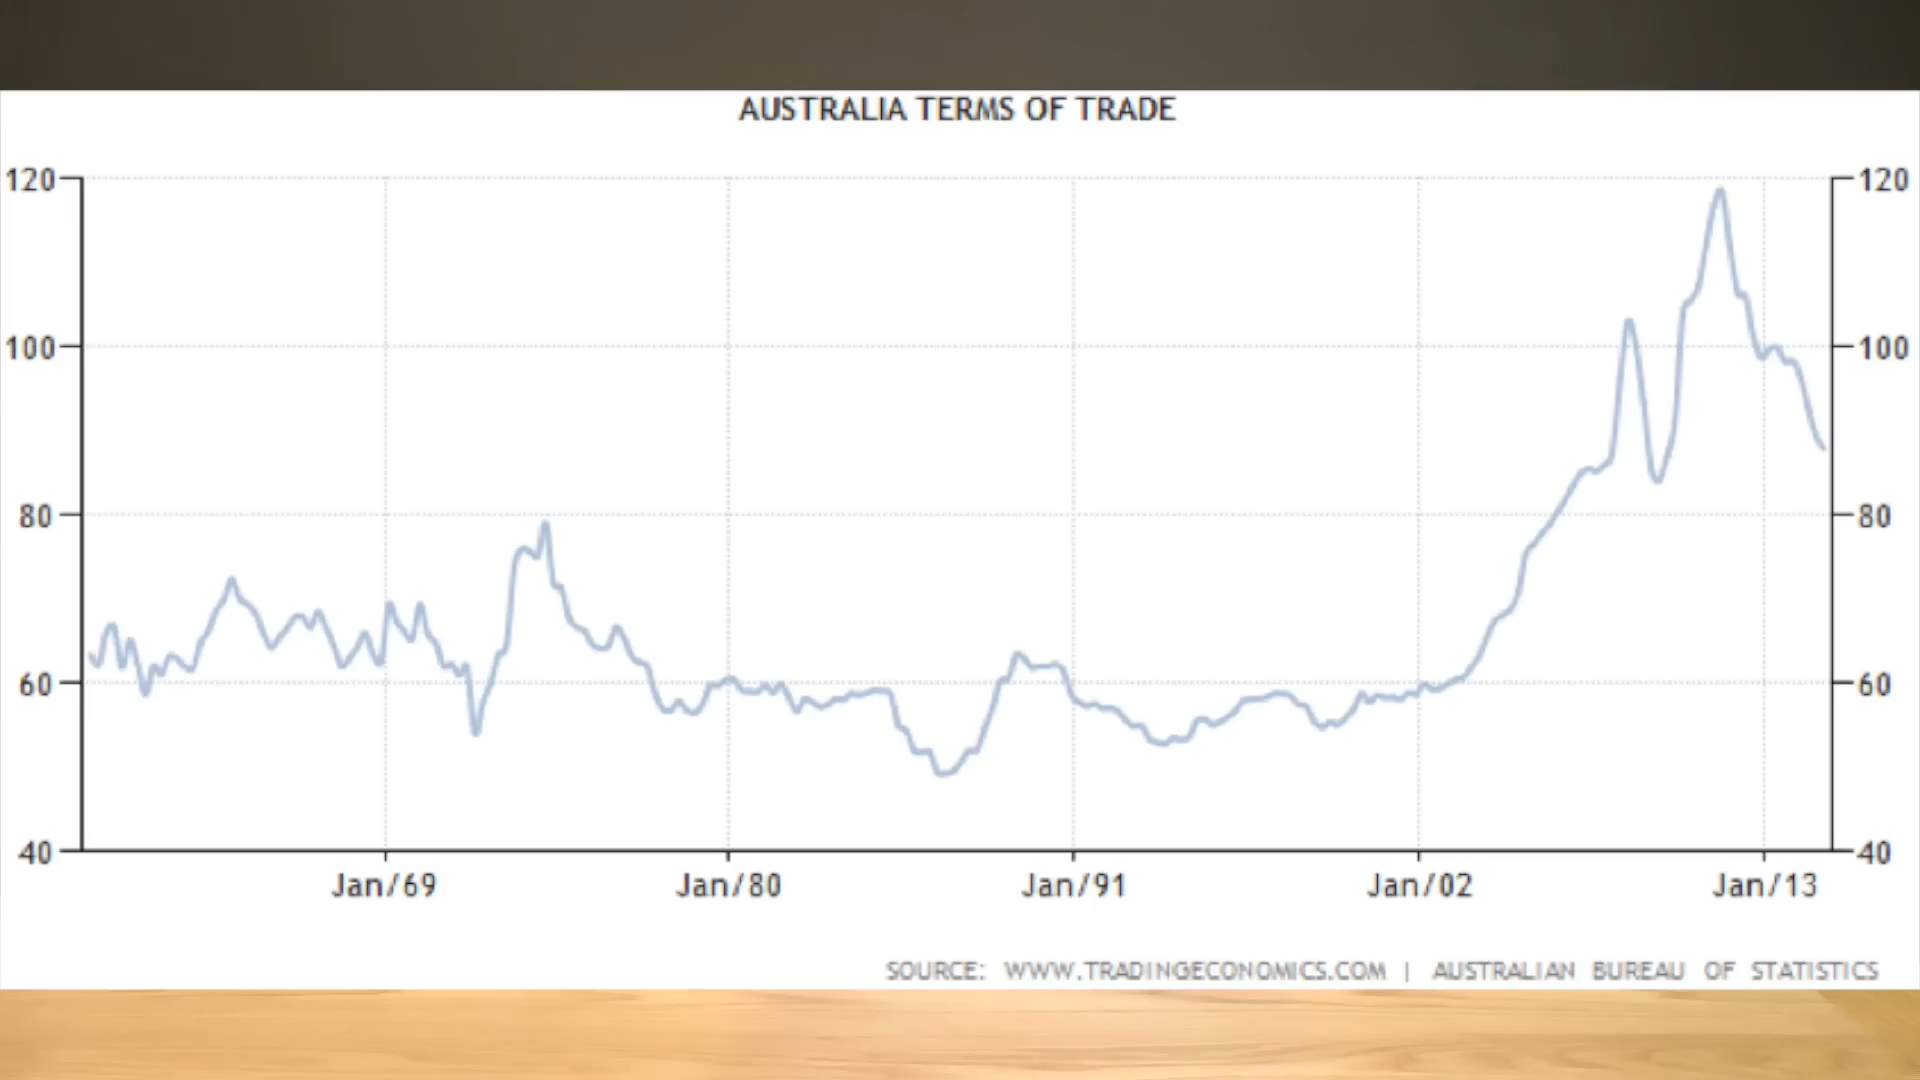 AUSTRALIA TERMS OF TRADE
120 120
100 100
80 80
60 60
40 40
Jan/69 Jan/80 Jan/91 Jan/02 Jan/13
SOURCE: WWW.TRADINGECONOMICS.COM | AUSTRALIAN BUREAU OF STATISTICS